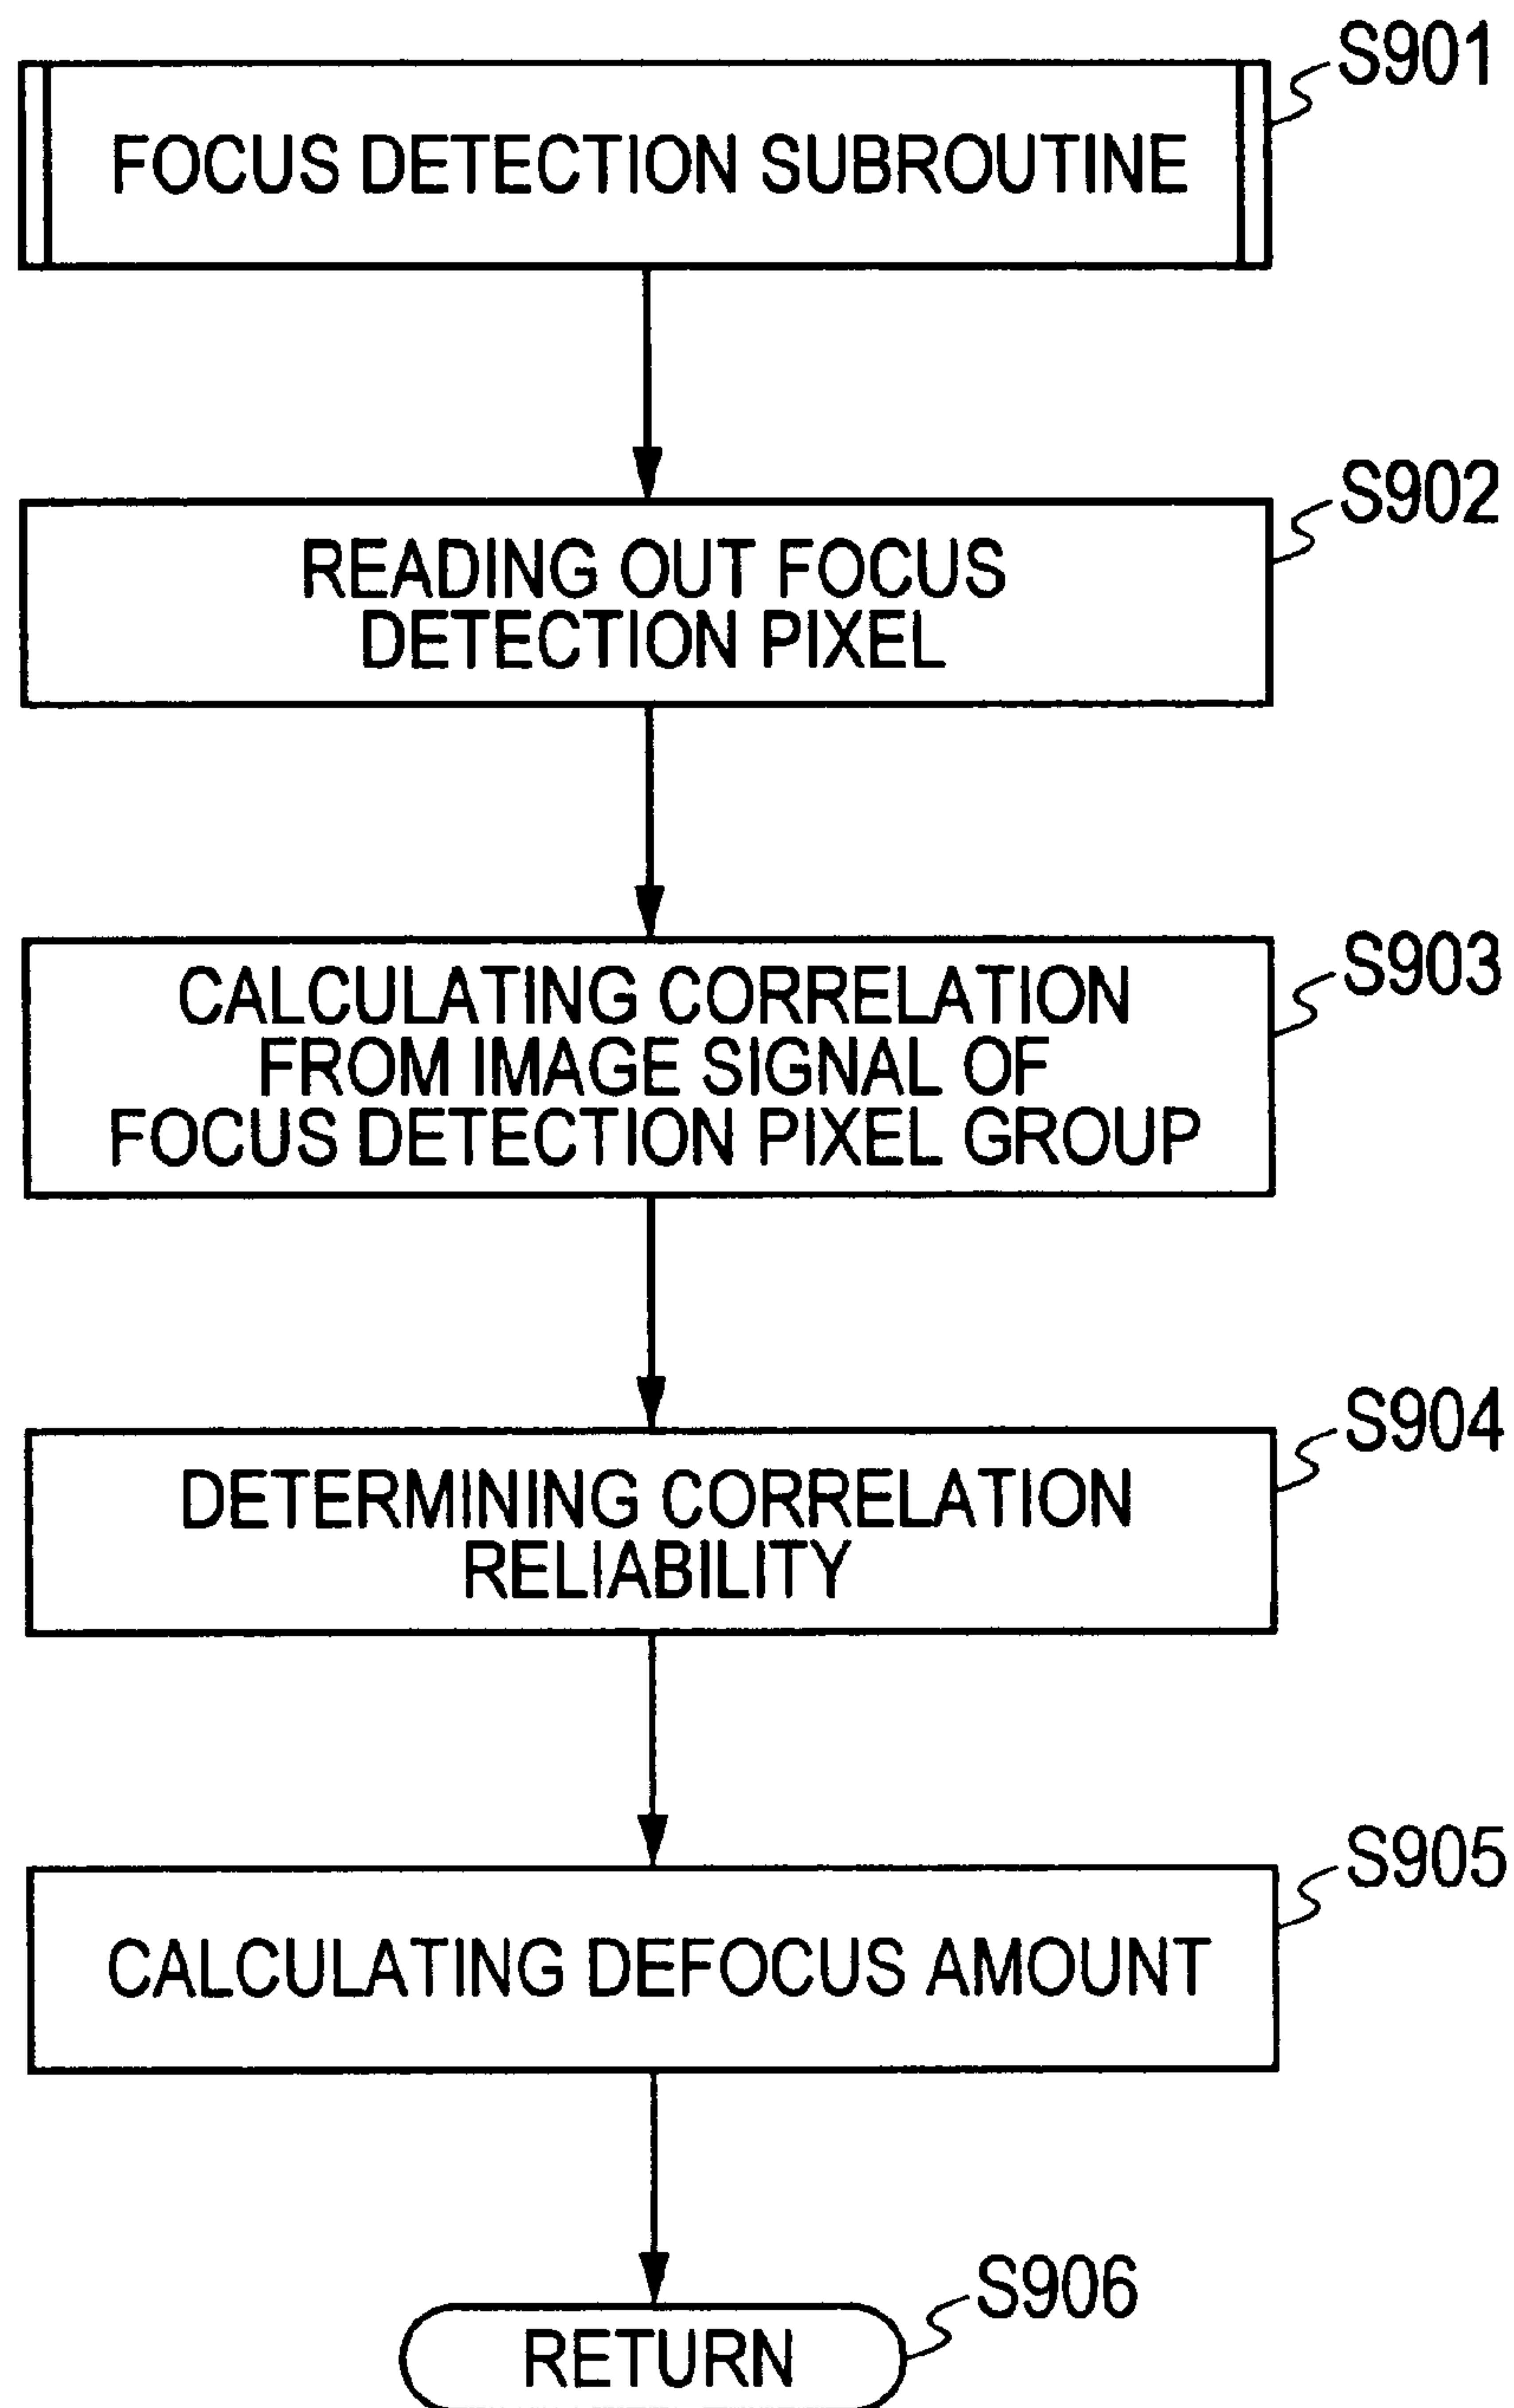 S901
FOCUS DETECTION SUBROUTINE
S902
READING OUT FOCUS
DETECTION PIXEL
S903
CALCULATING CORRELATION
FROM IMAGE SIGNAL OF
FOCUS DETECTION PIXEL GROUP
S904
DETERMINING CORRELATION
RELIABILITY
S905
CALCULATING DEFOCUS AMOUNT
S906
RETURN